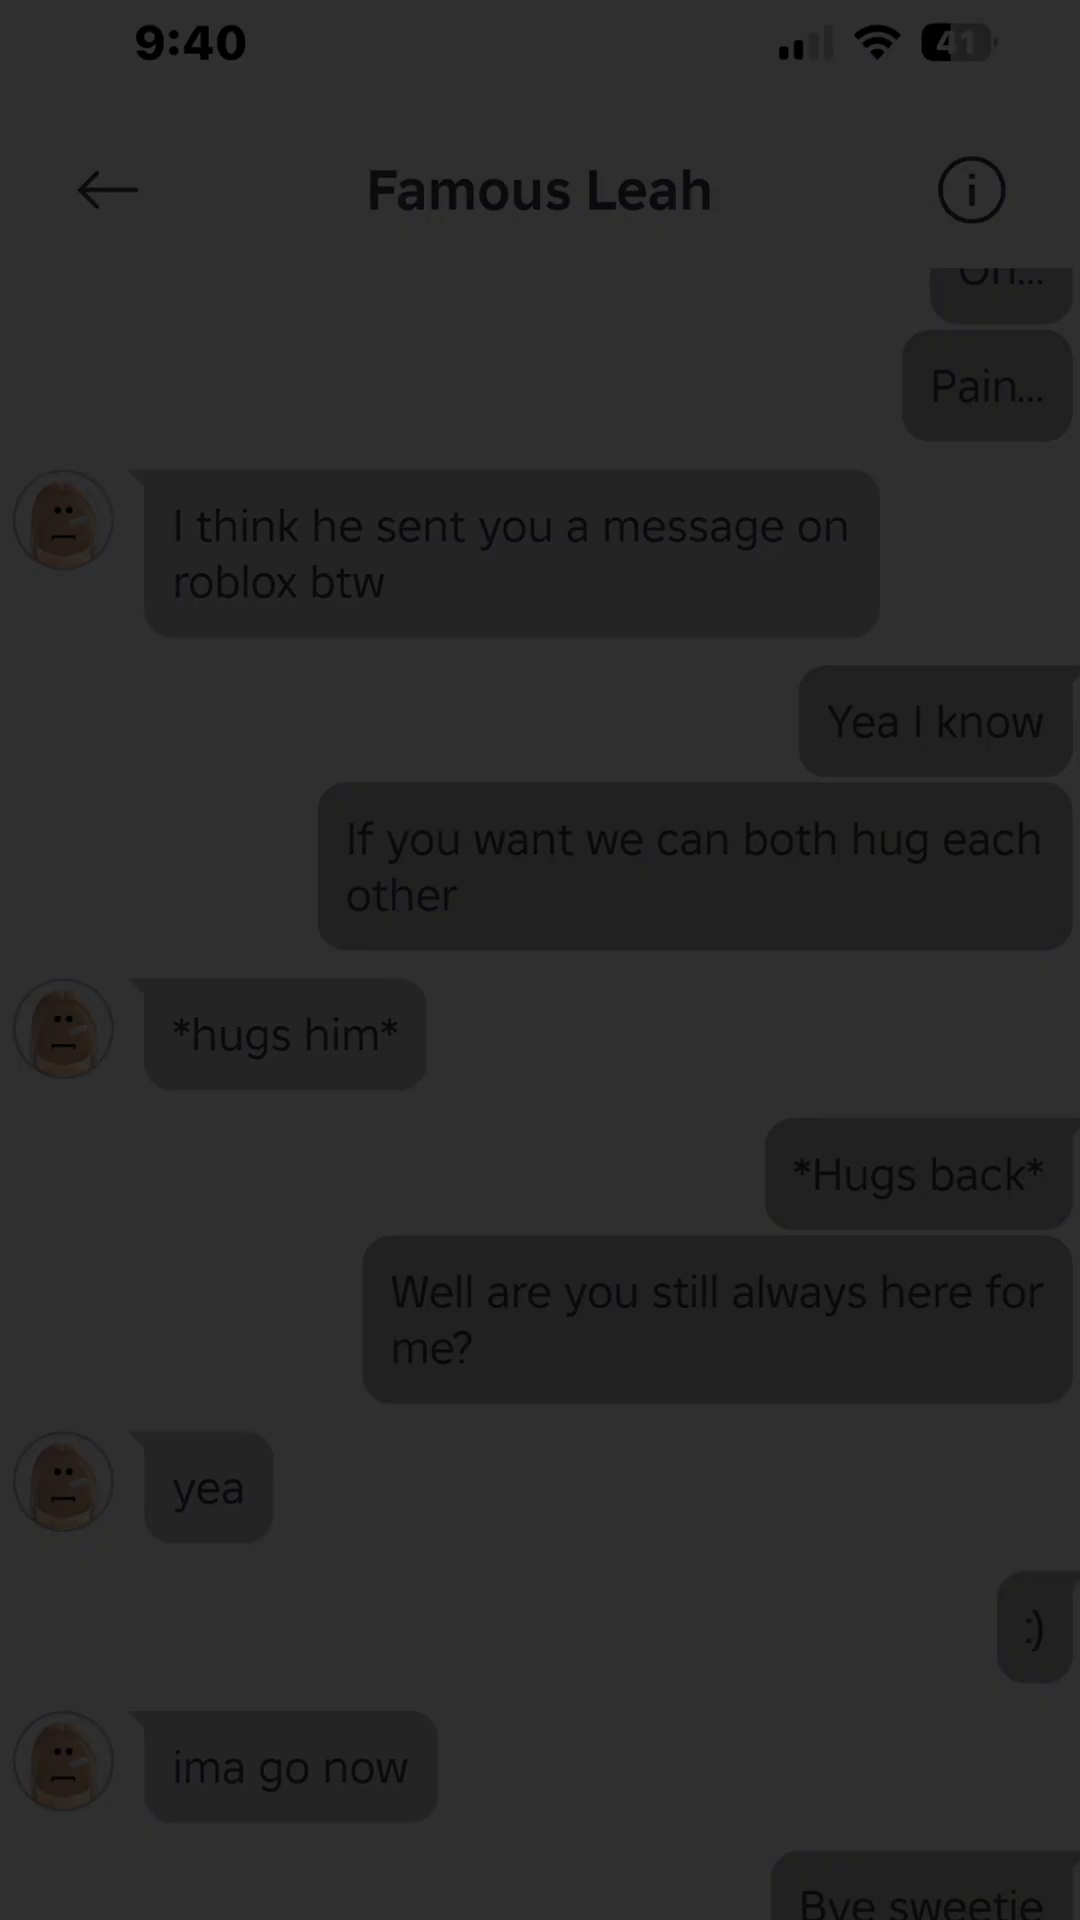 9:40
41
Famous Leah
Pain...
I think he sent you a message on
roblox btw
Yea I know
If you want we can both hug each
other
*hugs him*
*Hugs back*
Well are you still always here for
me?
yea
:)
ima go now
Bye sweetie